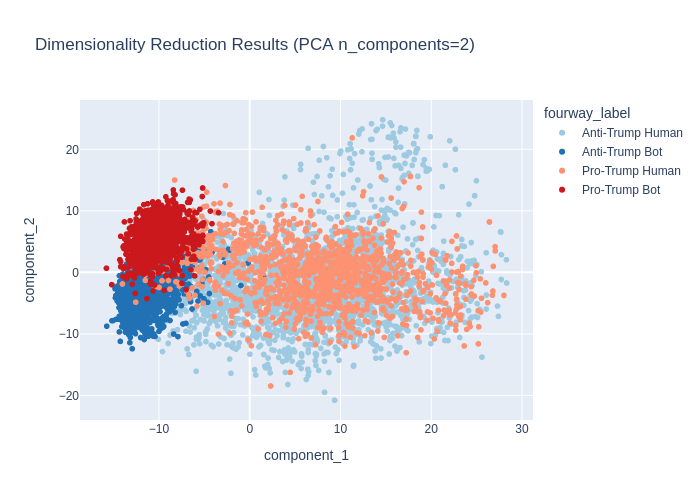 Dimensionality Reduction Results (PCA n_components=2)
fourway_label
Anti-Trump Human
Anti-Trump Bot
Pro-Trump Human
Pro-Trump Bot
component_2
20
10
0
−10
−20
−10
0
10
20
30
component_1